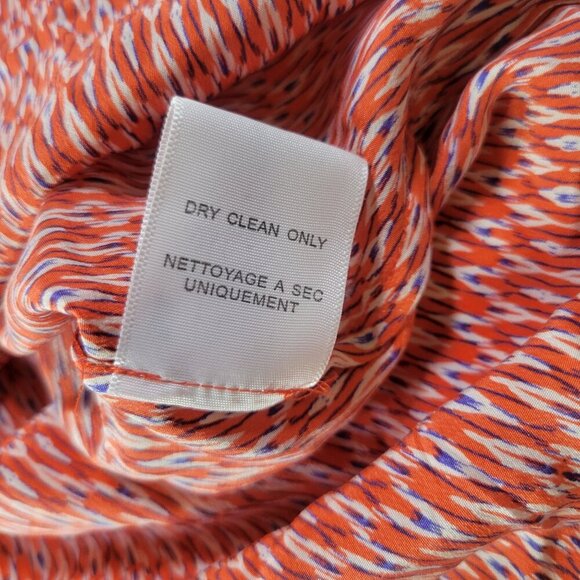 DRY CLEAN ONLY
NETTOYAGE A SEC
UNIQUEMENT